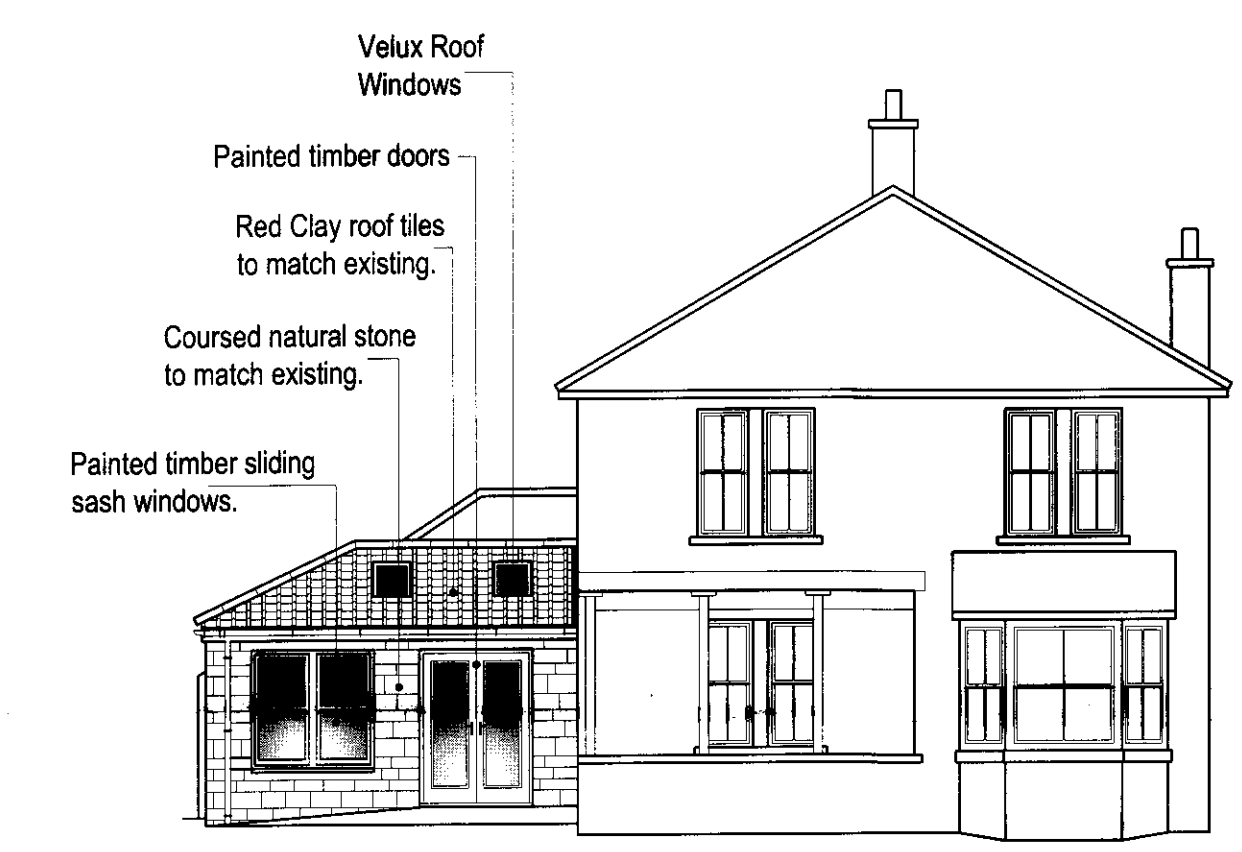 Velux Roof
Windows
Painted timber doors
Red Clay roof tiles
to match existing.
Coursed natural stone
to match existing.
Painted timber sliding
sash windows.